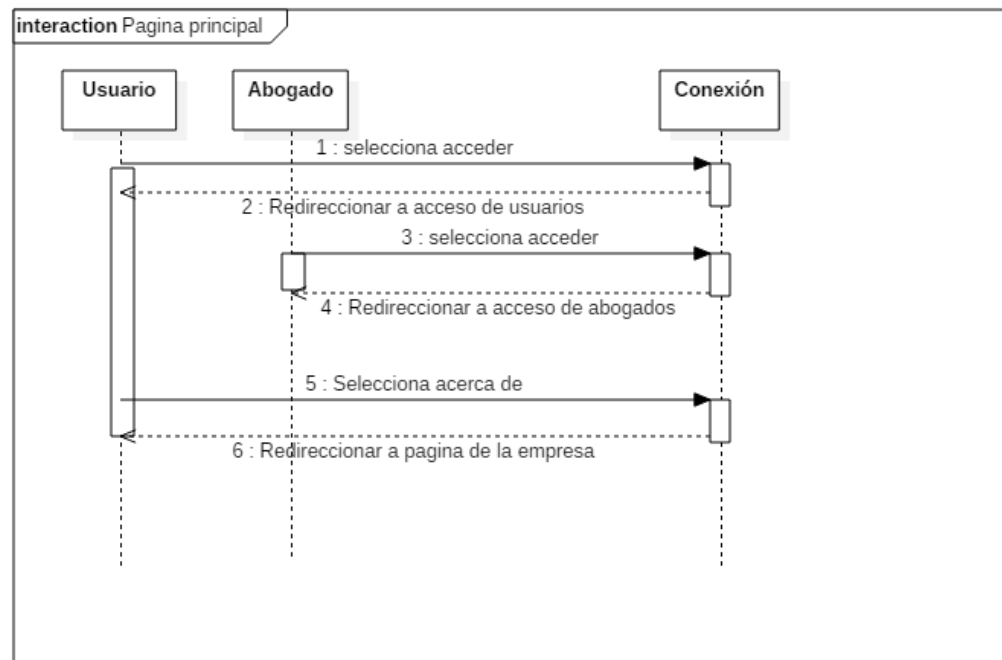 interaction Pagina principal
Usuario
Abogado
Conexión
1 : selecciona acceder
2 : Redireccionar a acceso de usuarios
3 : selecciona acceder
4 : Redireccionar a acceso de abogados
5 : Selecciona acerca de
6 : Redireccionar a pagina de la empresa